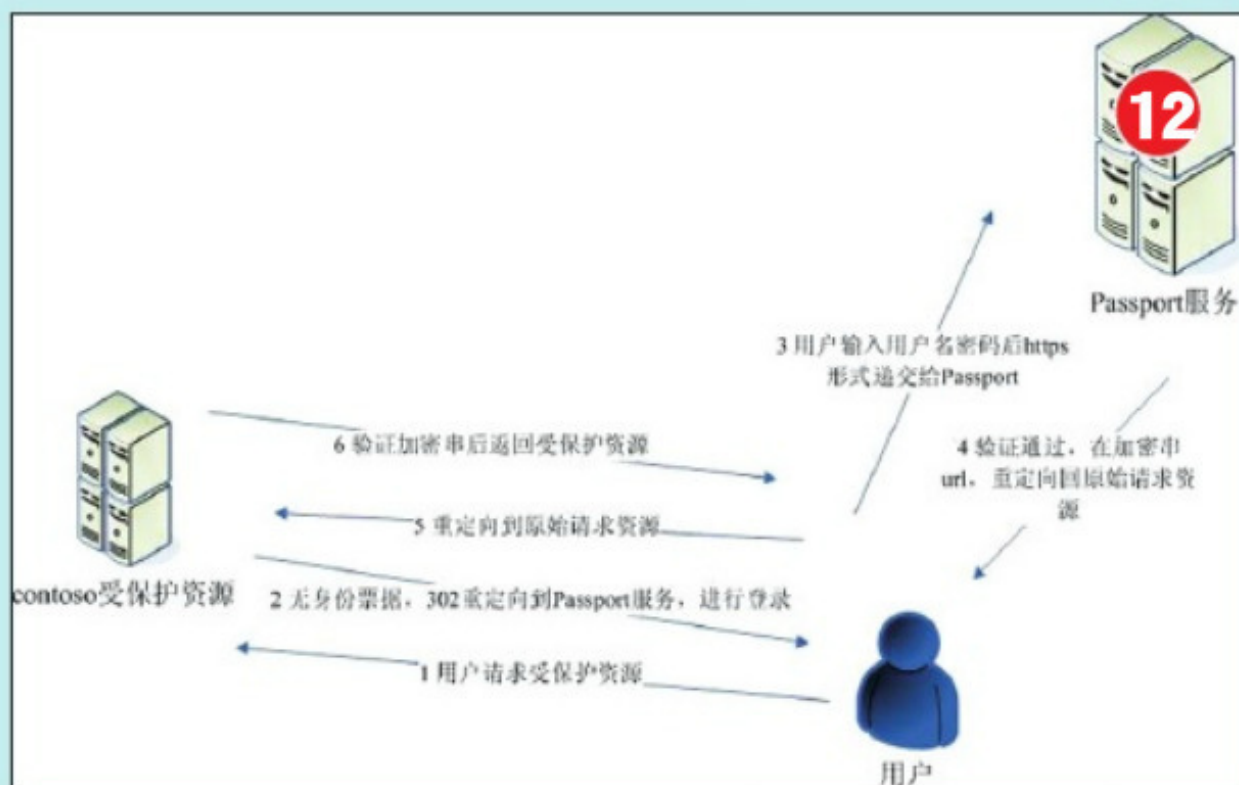 12
Passport服务
3 用户输入用户名密码后https
形式递交给Passport
6 验证加密串后返回受保护资源
4 验证通过，在加密串
url，重定向回原始请求资
源
5 重定向到原始请求资源
contoso受保护资源
2 无身份票据，302重定向到Passport服务，进行登录
1 用户请求受保护资源
用户